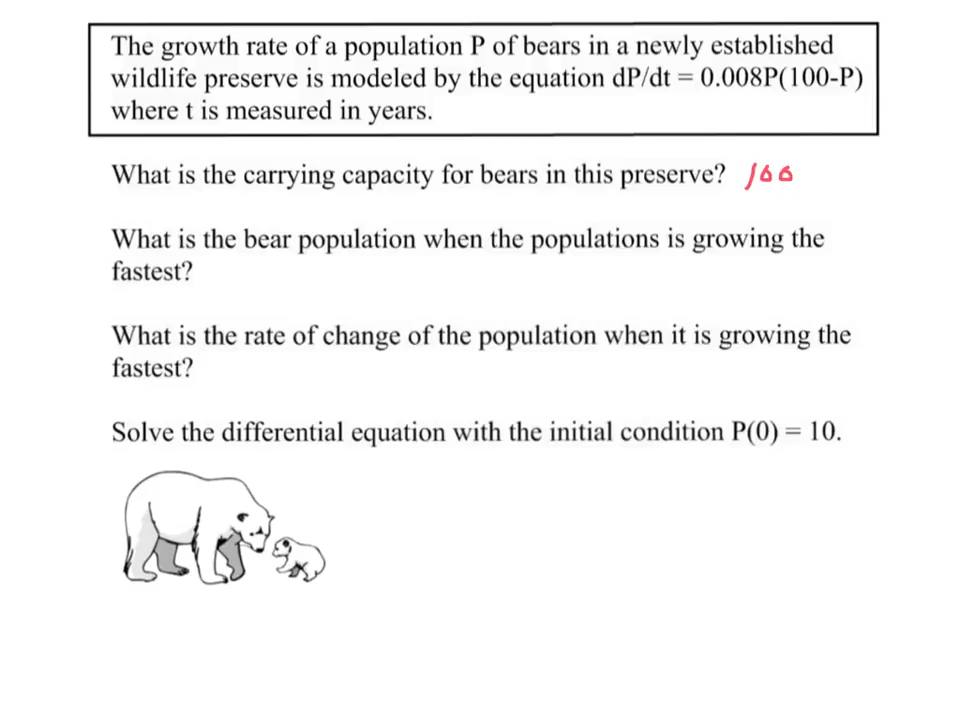 The growth rate of a population P of bears in a newly established
wildlife preserve is modeled by the equation dP/dt = 0.008P(100-P)
where t is measured in years.
What is the carrying capacity for bears in this preserve? 100
What is the bear population when the populations is growing the
fastest?
What is the rate of change of the population when it is growing the
fastest?
Solve the differential equation with the initial condition P(0) = 10.